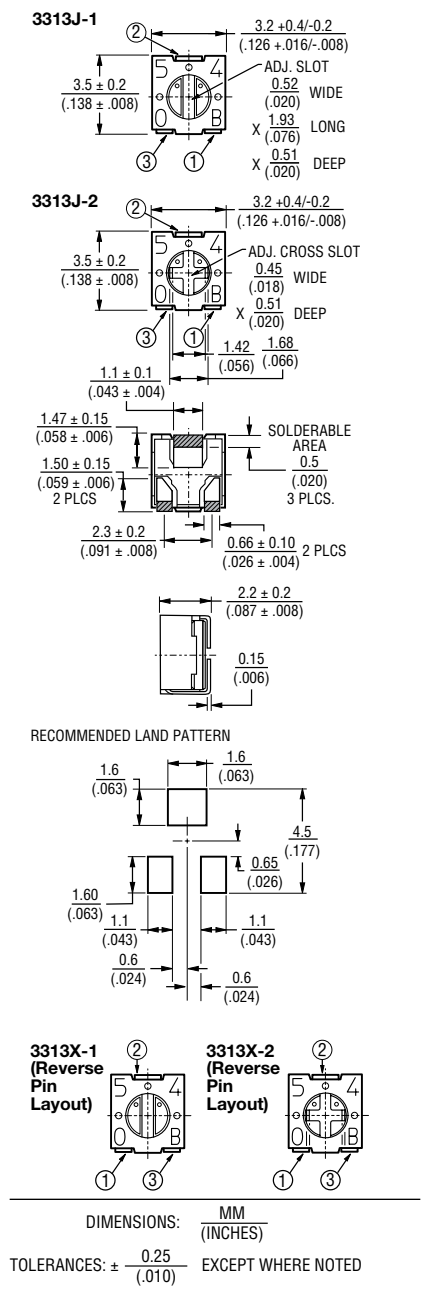 3313J-1
②
3.2 +0.4/-0.2
(.126 +.016/-.008)
5 4
0 B
ADJ. SLOT
0.52
(.020)
WIDE
X 1.93
(.076)
LONG
X 0.51
(.020)
DEEP
3.5 ± 0.2
(.138 ± .008)
③ ①
3313J-2
②
3.2 +0.4/-0.2
(.126 +.016/-.008)
5 4
0 B
ADJ. CROSS SLOT
0.45
(.018)
WIDE
X 0.51
(.020)
DEEP
3.5 ± 0.2
(.138 ± .008)
③ ①
1.42
(.056)
1.68
(.066)
1.1 ± 0.1
(.043 ± .004)
1.47 ± 0.15
(.058 ± .006)
1.50 ± 0.15
(.059 ± .006)
2 PLCS
SOLDERABLE
AREA
0.5
(.020)
3 PLCS.
2.3 ± 0.2
(.091 ± .008)
0.66 ± 0.10
(.026 ± .004)
2 PLCS
2.2 ± 0.2
(.087 ± .008)
0.15
(.006)
RECOMMENDED LAND PATTERN
1.6
(.063)
1.6
(.063)
4.5
(.177)
0.65
(.026)
1.60
(.063)
1.1
(.043)
1.1
(.043)
0.6
(.024)
0.6
(.024)
3313X-1
(Reverse
Pin
Layout)
②
5 4
0 B
① ③
3313X-2
(Reverse
Pin
Layout)
②
5 4
0 B
① ③
DIMENSIONS: MM
(INCHES)
TOLERANCES: ± 0.25
(.010)
EXCEPT WHERE NOTED